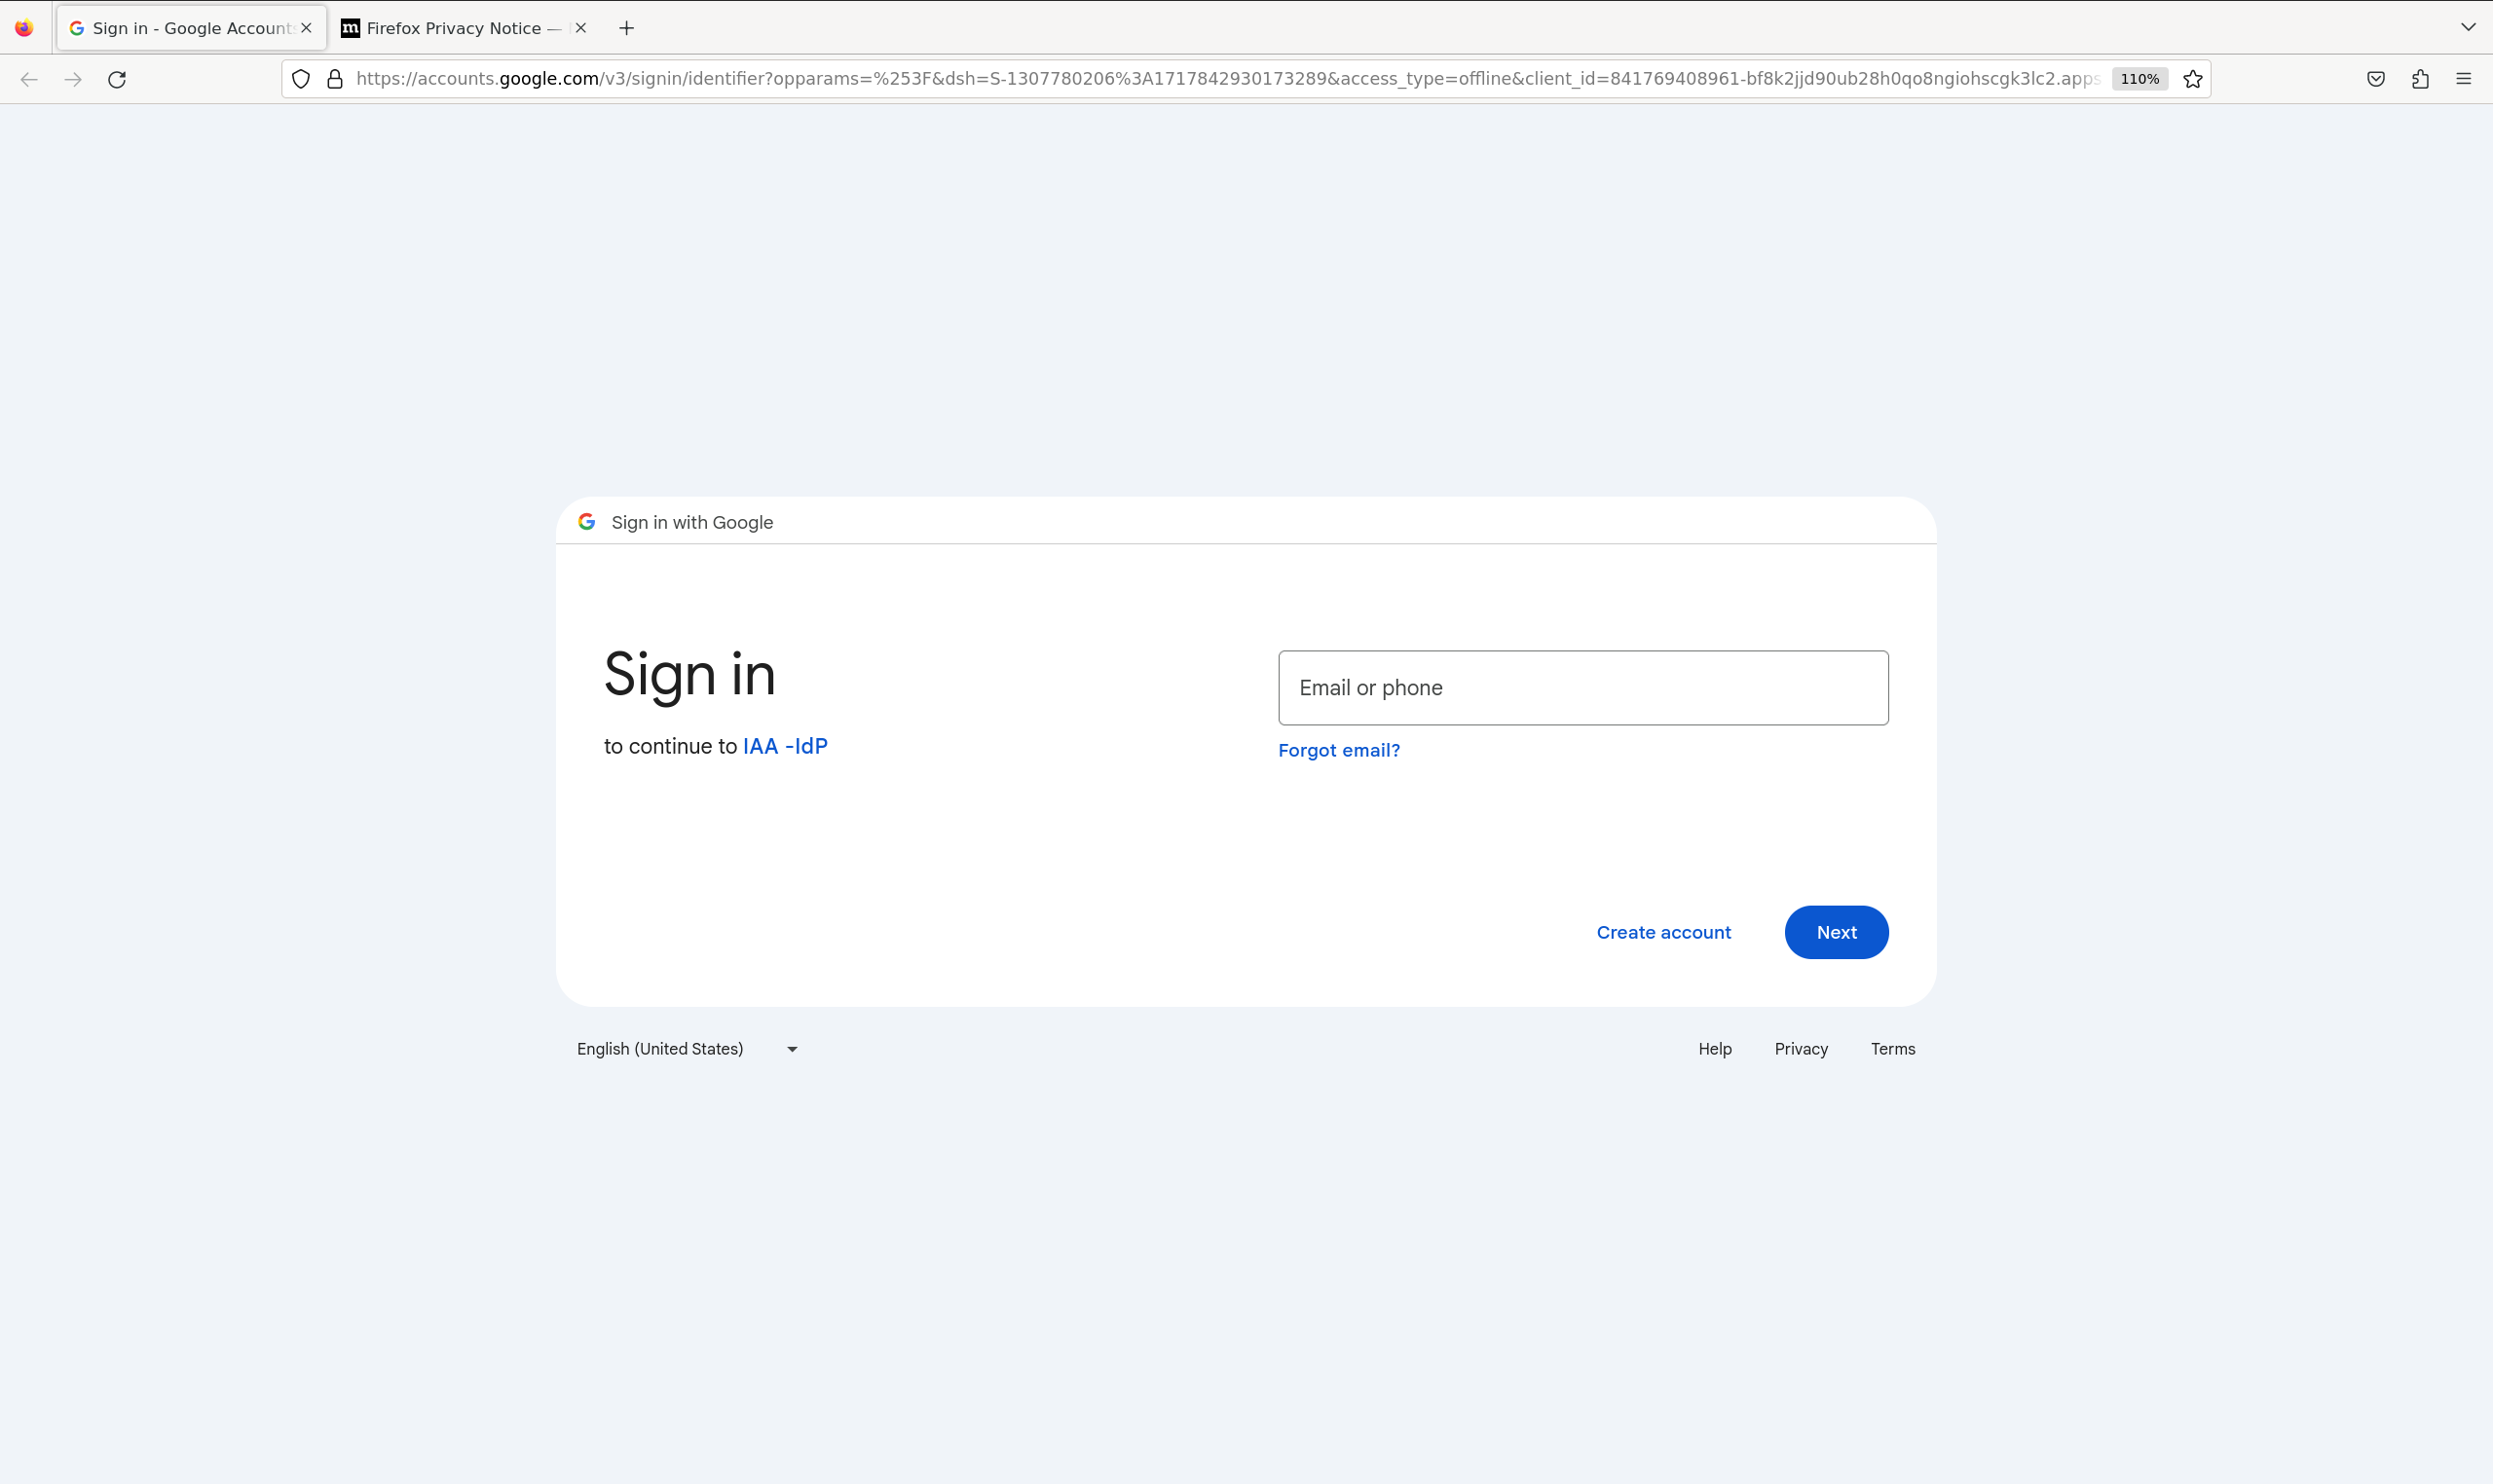 Sign in - Google Accounts
m Firefox Privacy Notice —
https://accounts.google.com/v3/signin/identifier?opparams=%253F&dsh=S-1307780206%3A1717842930173289&access_type=offline&client_id=841769408961-bf8k2jjd90ub28h0qo8ngiohscgk3lc2.apps
110%
Sign in with Google
Sign in
to continue to IAA -IdP
Email or phone
Forgot email?
Create account
Next
English (United States)
Help
Privacy
Terms